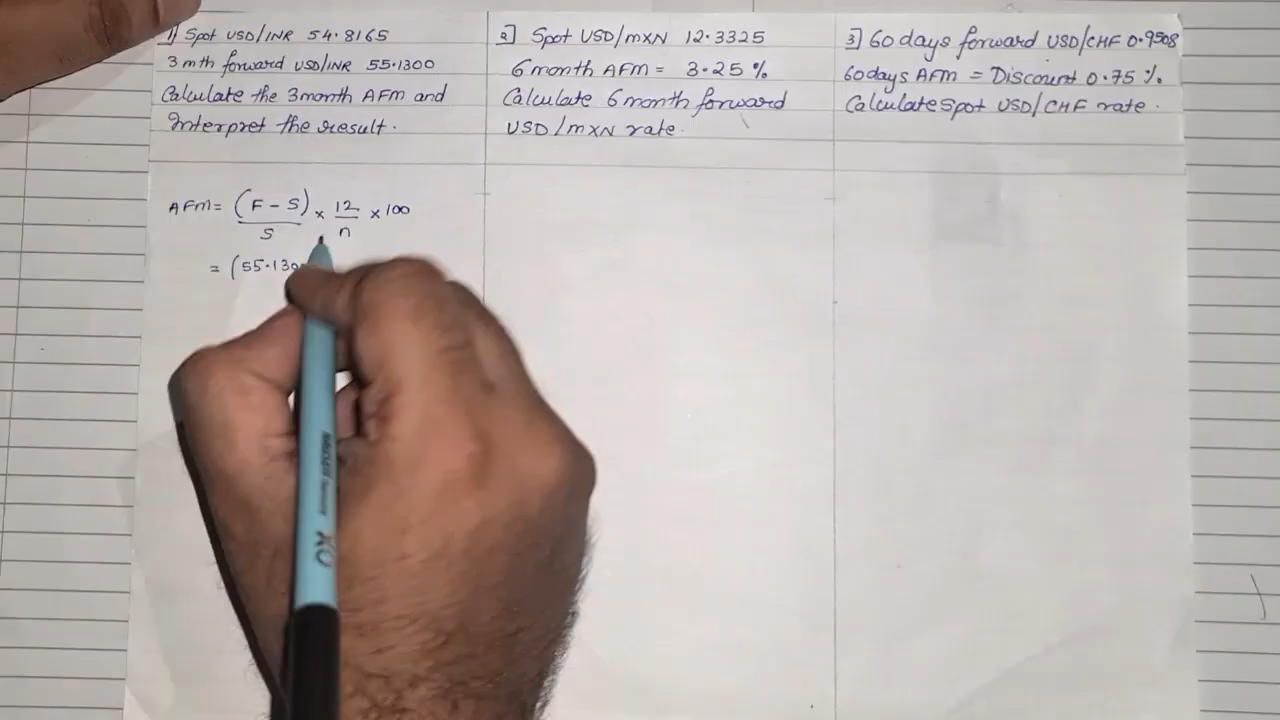 1] Spot USD/INR 54.8165
3 mth forward USD/INR 55.1300
Calculate the 3month AFM and
Interpret the result.
2] Spot USD/MXN 12.3325
6 month AFM = 3.25 %
Calculate 6 month forward
USD/MXN rate.
3] 60 days forward USD/CHF 0.9508
60 days AFM = Discount 0.75 %.
Calculate Spot USD/CHF rate.
AFM = (F - S) × 12 × 100
S n
= (55.130
XO